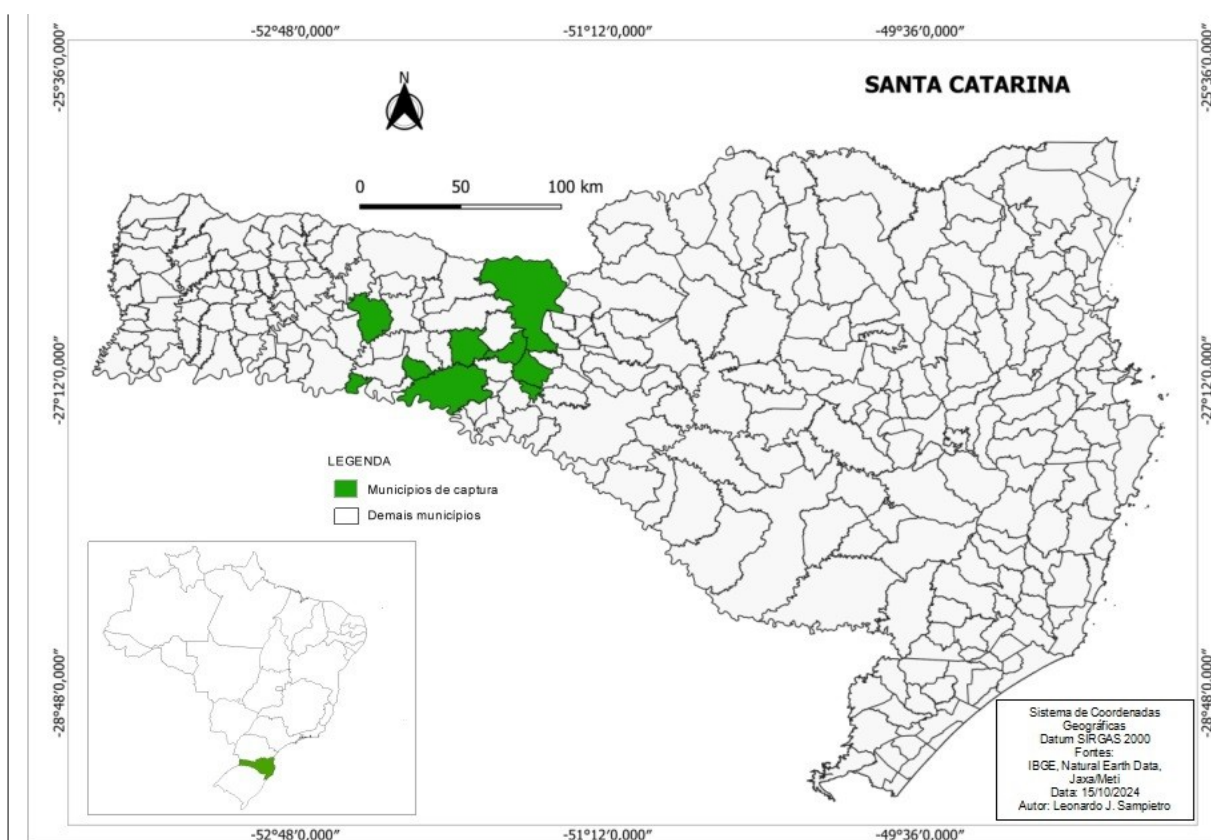 -52°48'0,000" -51°12'0,000" -49°36'0,000"
-25°36'0,000" -25°36'0,000"
SANTA CATARINA
N
0 50 100 km
-27°12'0,000" -27°12'0,000"
LEGENDA
Municípios de captura
Demais municípios
-28°48'0,000" -28°48'0,000"
Sistema de Coordenadas
Geográficas
Datum SIRGAS 2000
Fontes:
IBGE, Natural Earth Data,
Jaxa/Meti
Data: 15/10/2024
Autor: Leonardo J. Sampietro
-52°48'0,000" -51°12'0,000" -49°36'0,000"